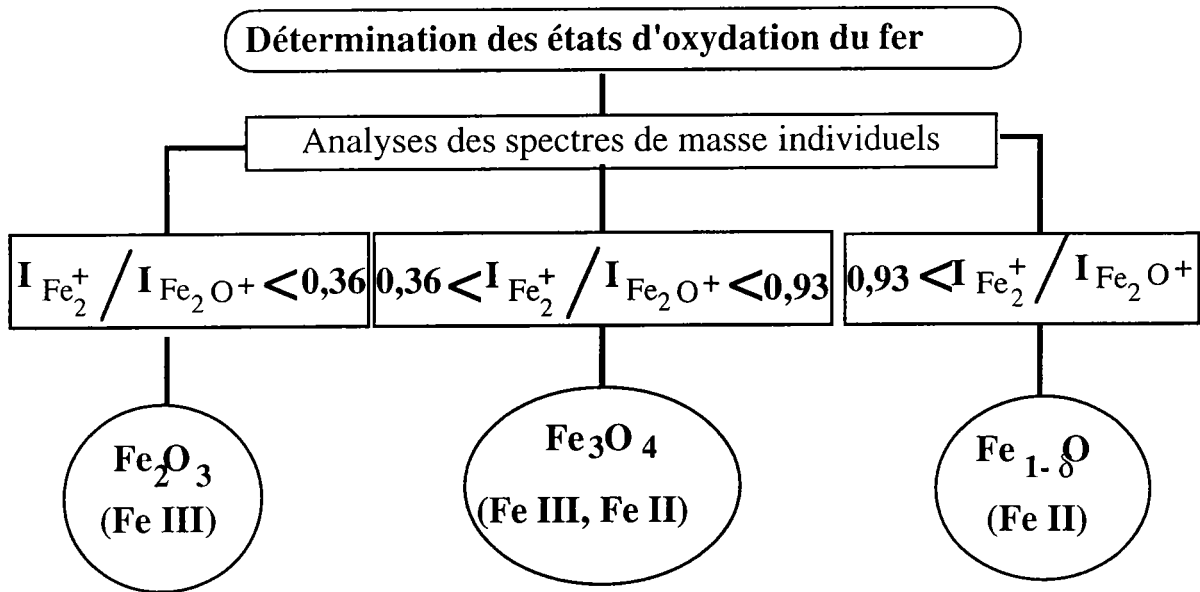 Détermination des états d'oxydation du fer
Analyses des spectres de masse individuels
I Fe₂⁺ / I Fe₂O⁺ < 0,36
0,36 < I Fe₂⁺ / I Fe₂O⁺ < 0,93
0,93 < I Fe₂⁺ / I Fe₂O⁺
Fe₂O₃
(Fe III)
Fe₃O₄
(Fe III, Fe II)
Fe 1-δO
(Fe II)